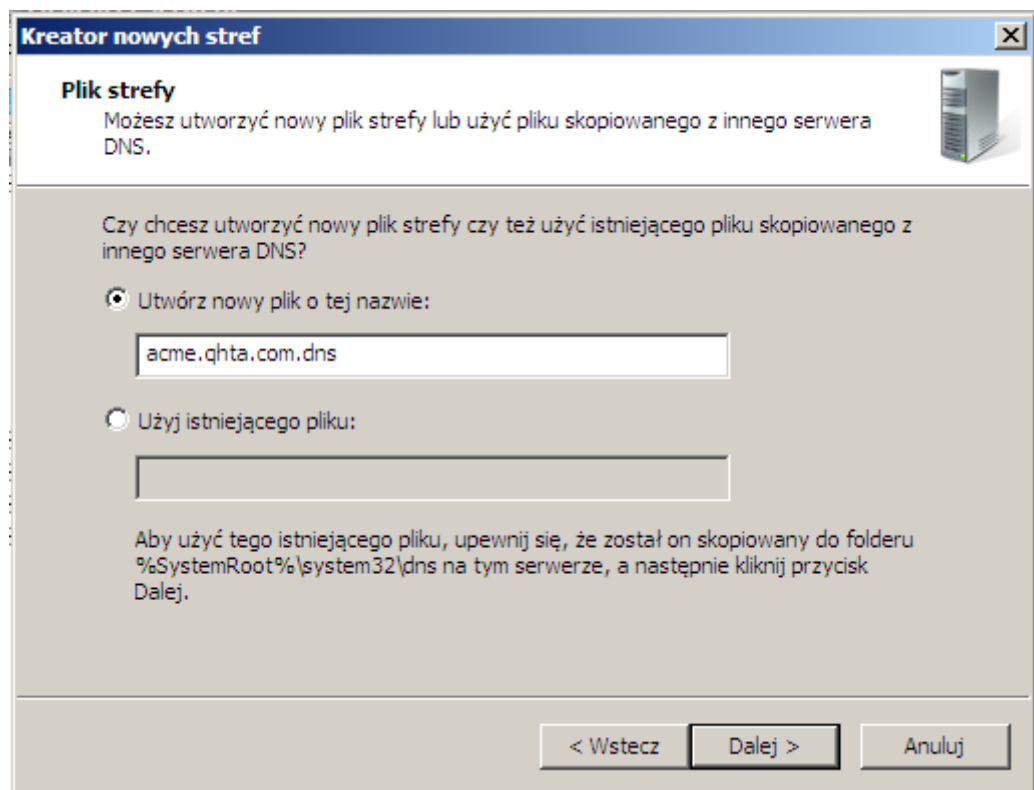 Kreator nowych stref
Plik strefy
Możesz utworzyć nowy plik strefy lub użyć pliku skopiowanego z innego serwera
DNS.
Czy chcesz utworzyć nowy plik strefy czy też użyć istniejącego pliku skopiowanego z
innego serwera DNS?
Utwórz nowy plik o tej nazwie:
acme.qhta.com.dns
Użyj istniejącego pliku:
Aby użyć tego istniejącego pliku, upewnij się, że został on skopiowany do folderu
%SystemRoot%\system32\dns na tym serwerze, a następnie kliknij przycisk
Dalej.
< Wstecz
Dalej >
Anuluj